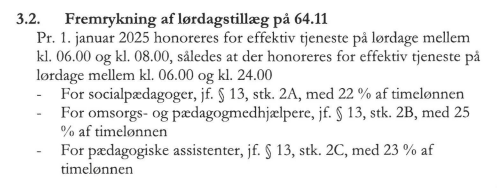 3.2. Fremrykning af lørdagstillæg på 64.11
Pr. 1. januar 2025 honoreres for effektiv tjeneste på lørdage mellem
kl. 06.00 og kl. 08.00, således at der honoreres for effektiv tjeneste på
lørdage mellem kl. 06.00 og kl. 24.00
- For socialpædagoger, jf. § 13, stk. 2A, med 22 % af timelønnen
- For omsorgs- og pædagogmedhjælpere, jf. § 13, stk. 2B, med 25
% af timelønnen
- For pædagogiske assistenter, jf. § 13, stk. 2C, med 23 % af
timelønnen